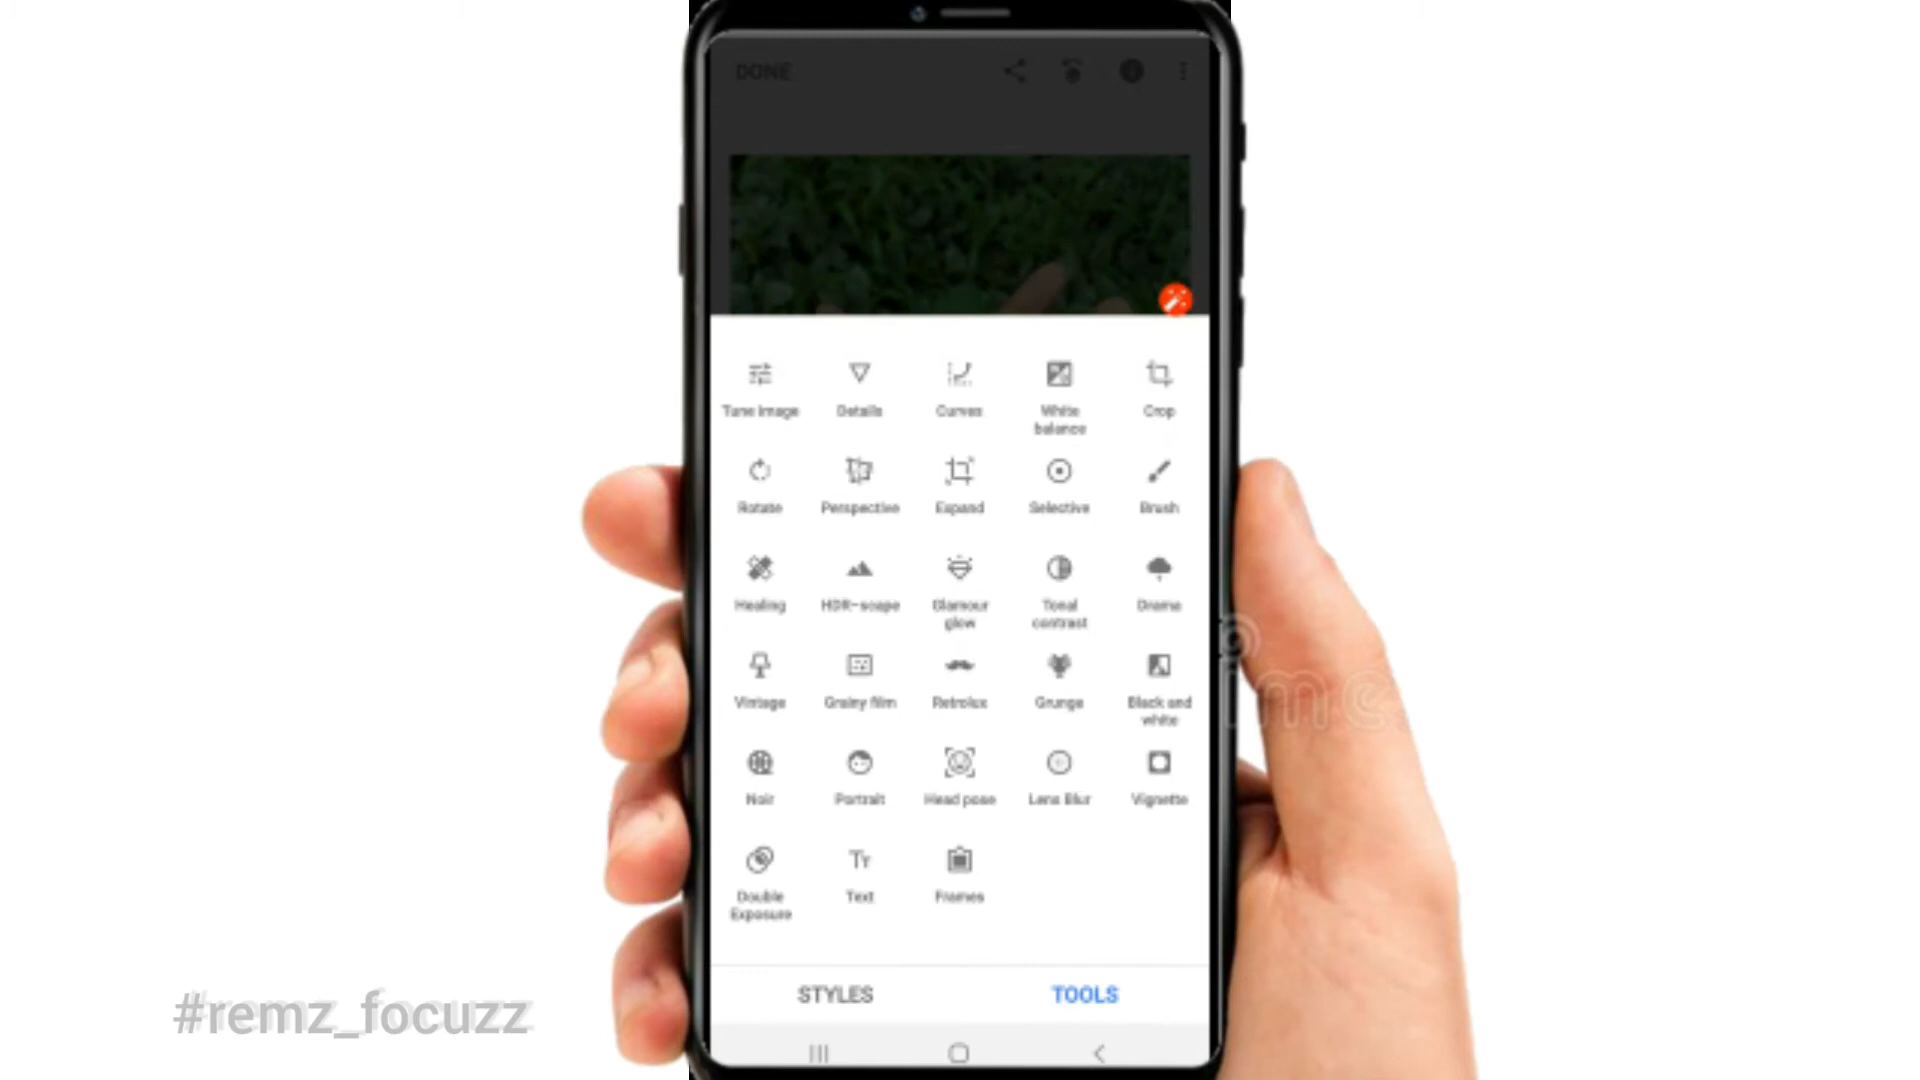 DONE
Tune Image Details Curves White balance Crop
Rotate Perspective Expand Selective Brush
Healing HDR-scape Glamour glow Tonal contrast Drama
Vintage Grainy film Retrolux Grunge Black and white
Noir Portrait Head pose Lens Blur Vignette
Double Exposure Text Frames
STYLES TOOLS
#remz_focuzz